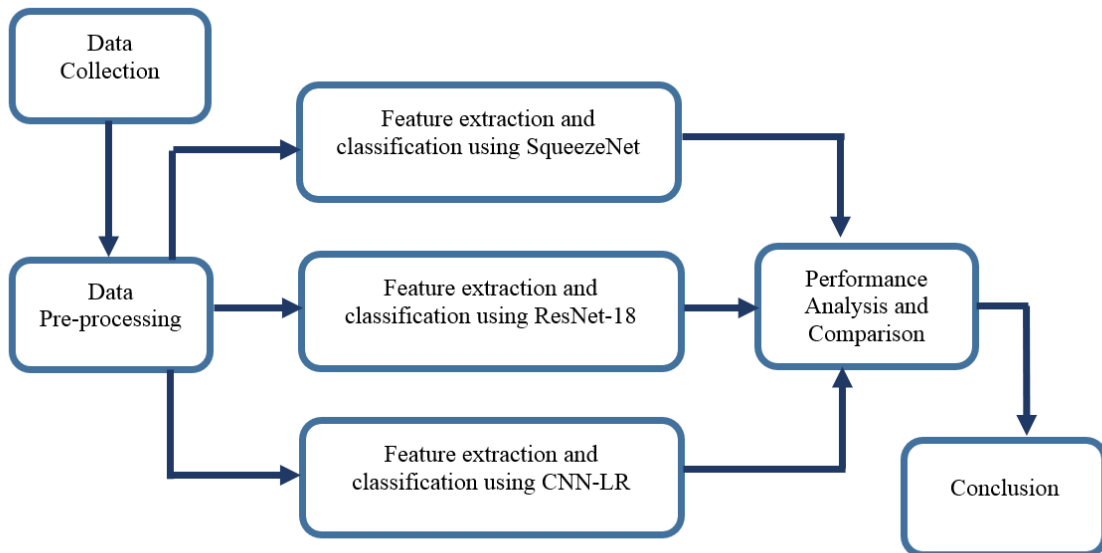 Data
Collection
Feature extraction and
classification using SqueezeNet
Data
Pre-processing
Feature extraction and
classification using ResNet-18
Performance
Analysis and
Comparison
Feature extraction and
classification using CNN-LR
Conclusion